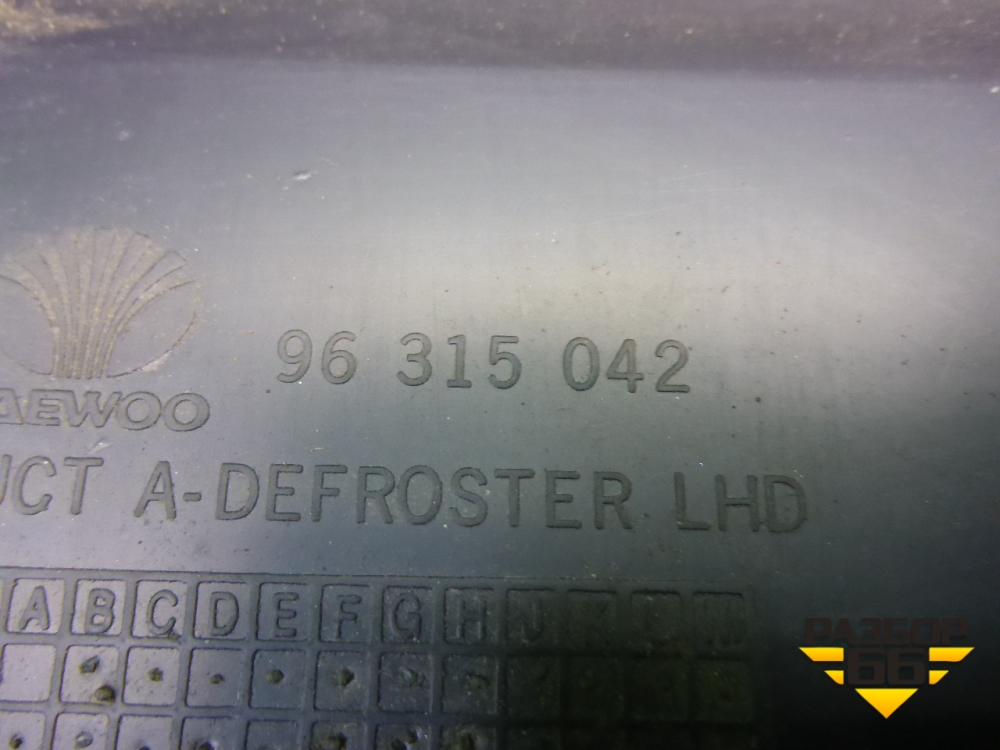 96 315 042
AEWOO
UCT A-DEFROSTER LHD
A B C D E F G H J K L M
РАЗБОР
66